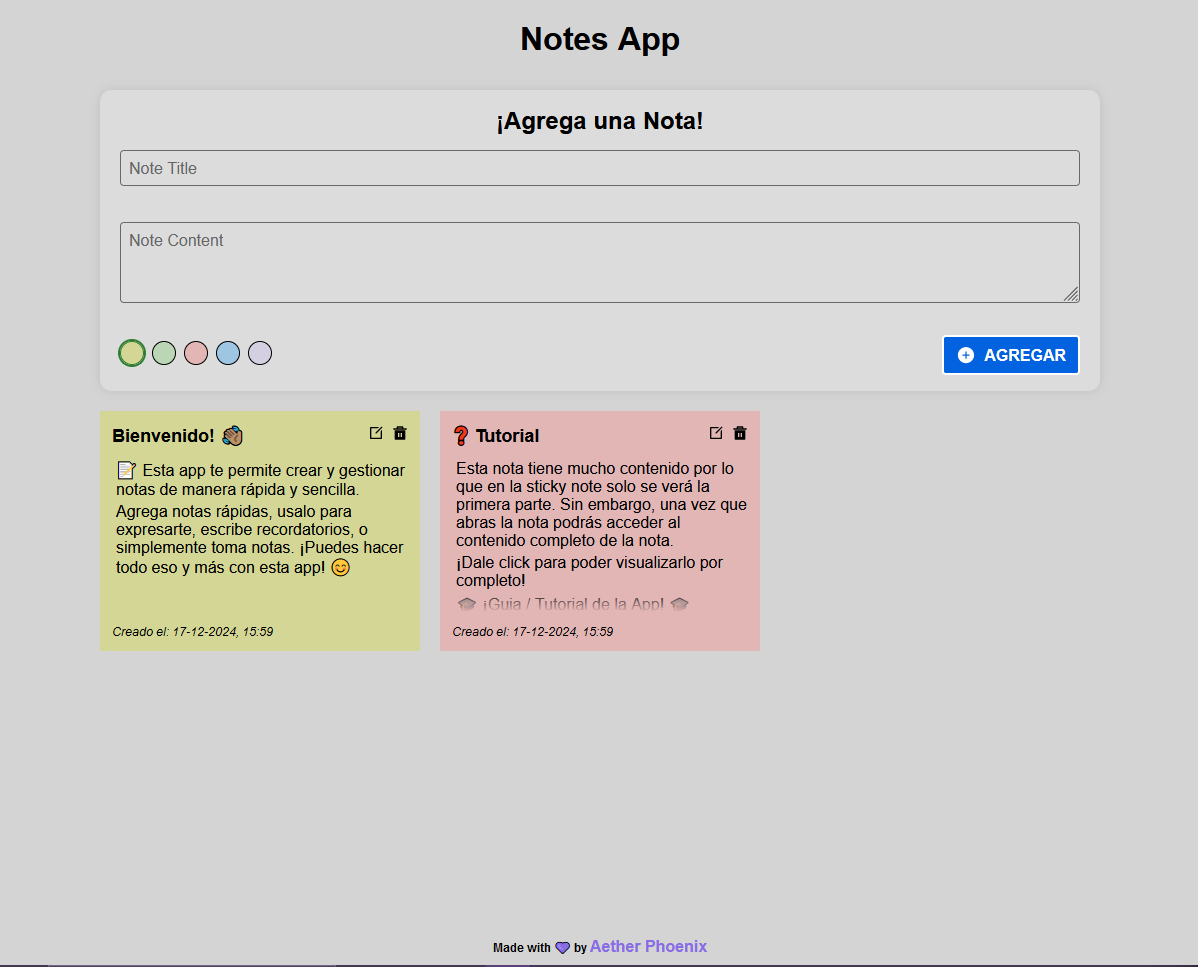 Notes App
¡Agrega una Nota!
Note Title
Note Content
AGREGAR
Bienvenido! 👋🏽
📝 Esta app te permite crear y gestionar
notas de manera rápida y sencilla.
Agrega notas rápidas, usalo para
expresarte, escribe recordatorios, o
simplemente toma notas. ¡Puedes hacer
todo eso y más con esta app! 😊
Creado el: 17-12-2024, 15:59
❓ Tutorial
Esta nota tiene mucho contenido por lo
que en la sticky note solo se verá la
primera parte. Sin embargo, una vez que
abras la nota podrás acceder al
contenido completo de la nota.
¡Dale click para poder visualizarlo por
completo!
🎓 ¡Guia / Tutorial de la App! 🎓
Creado el: 17-12-2024, 15:59
Made with 💜 by Aether Phoenix